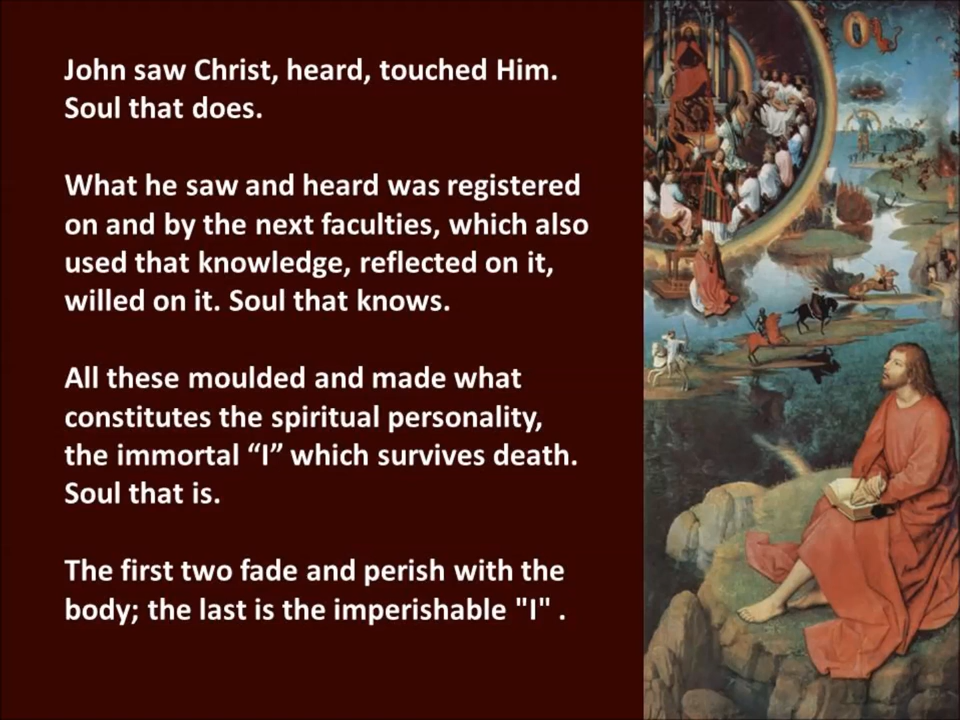 John saw Christ, heard, touched Him.
Soul that does.
What he saw and heard was registered
on and by the next faculties, which also
used that knowledge, reflected on it,
willed on it. Soul that knows.
All these moulded and made what
constitutes the spiritual personality,
the immortal “I” which survives death.
Soul that is.
The first two fade and perish with the
body; the last is the imperishable "I" .